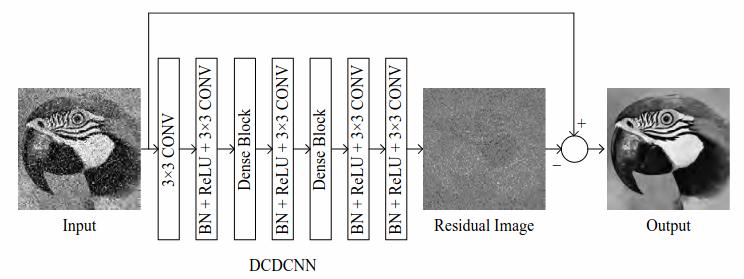 3×3 CONV
BN + ReLU + 3×3 CONV
Dense Block
BN + ReLU + 3×3 CONV
Dense Block
BN + ReLU + 3×3 CONV
BN + ReLU + 3×3 CONV
+
−
Input
Residual Image
Output
DCDCNN